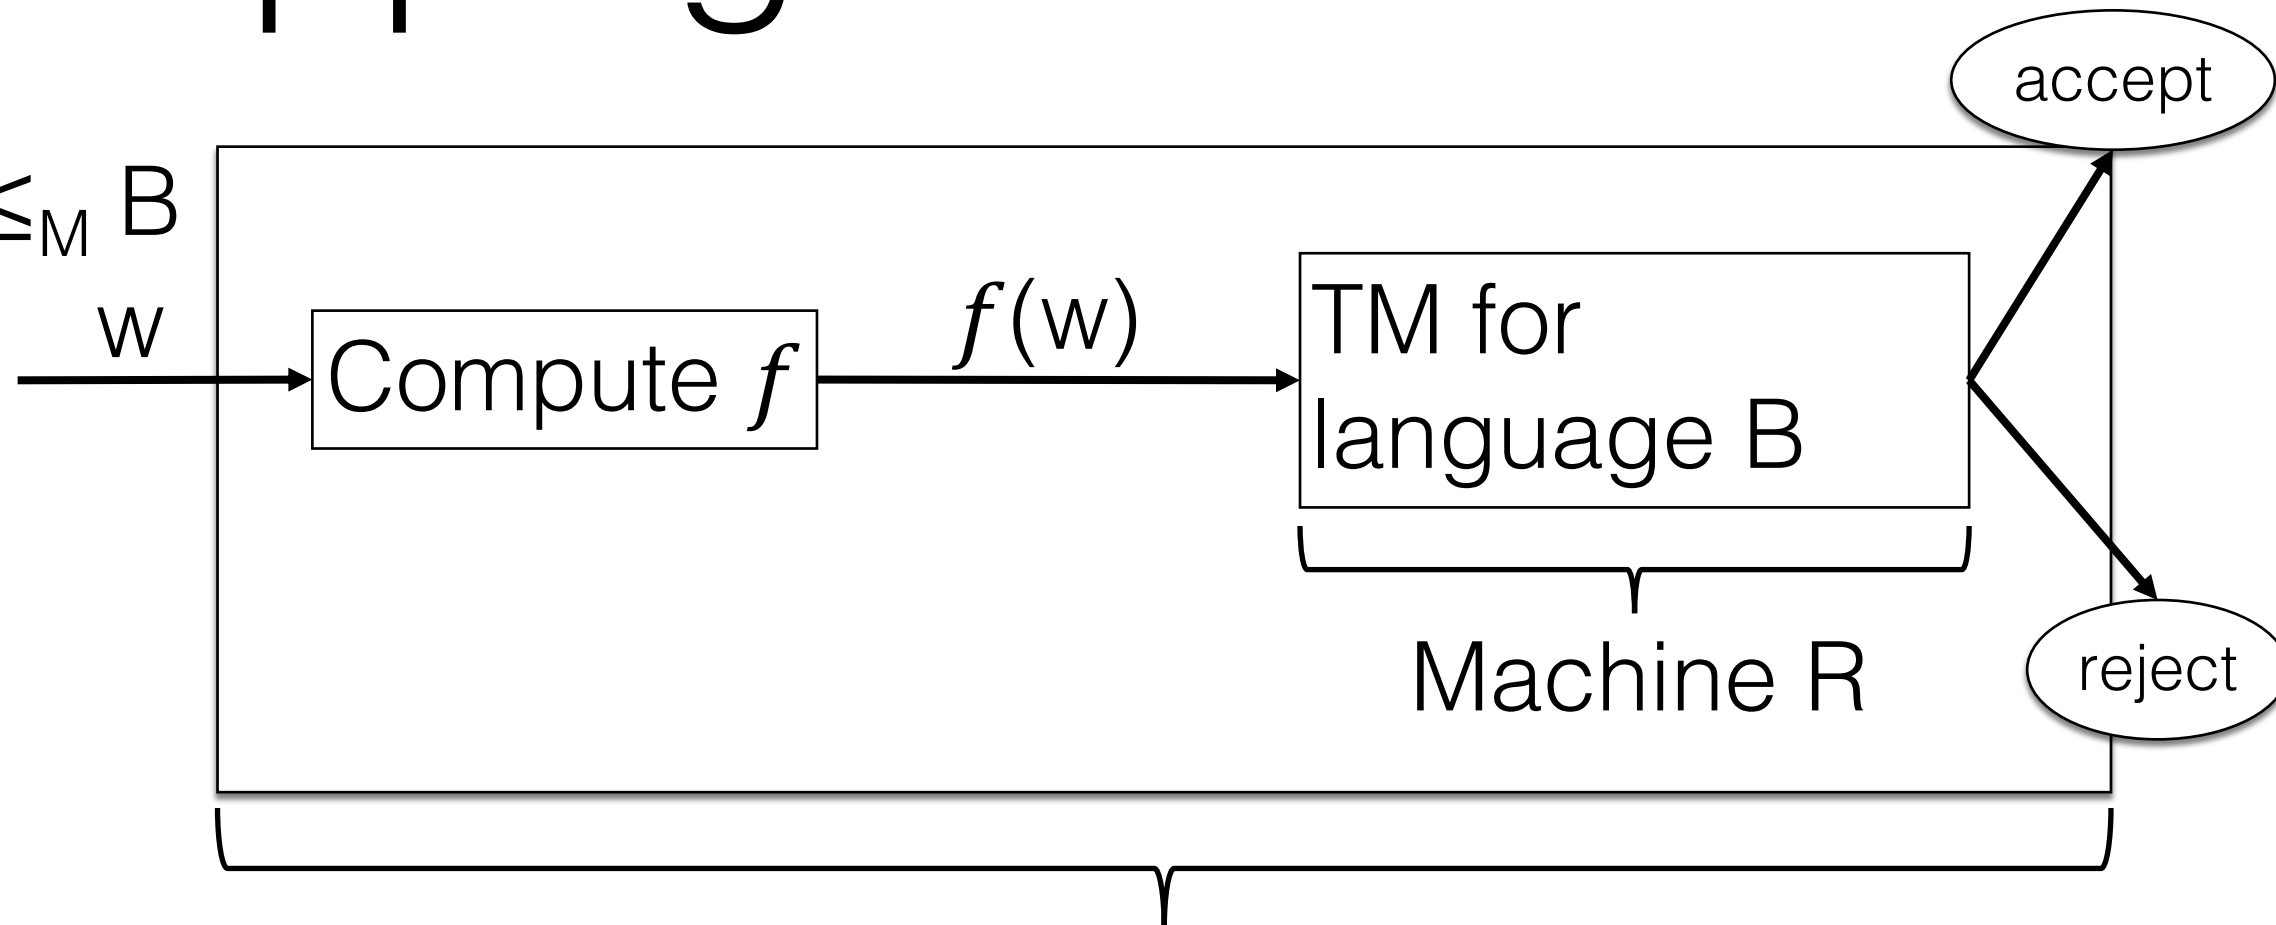 accept
≤M B
w
Compute f
f(w)
TM for
language B
Machine R
reject